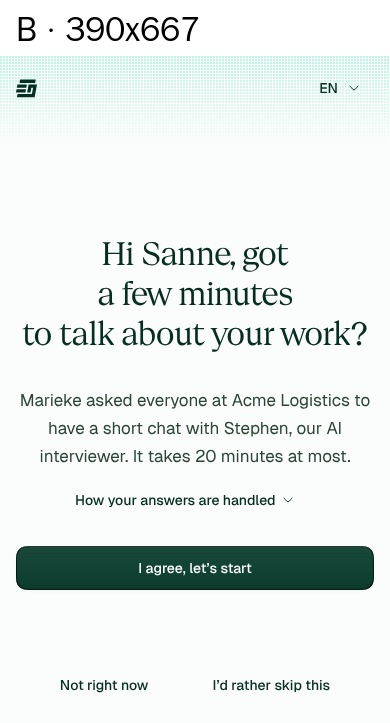 B · 390x667
EN
Hi Sanne, got
a few minutes
to talk about your work?
Marieke asked everyone at Acme Logistics to
have a short chat with Stephen, our AI
interviewer. It takes 20 minutes at most.
How your answers are handled
I agree, let’s start
Not right now
I’d rather skip this